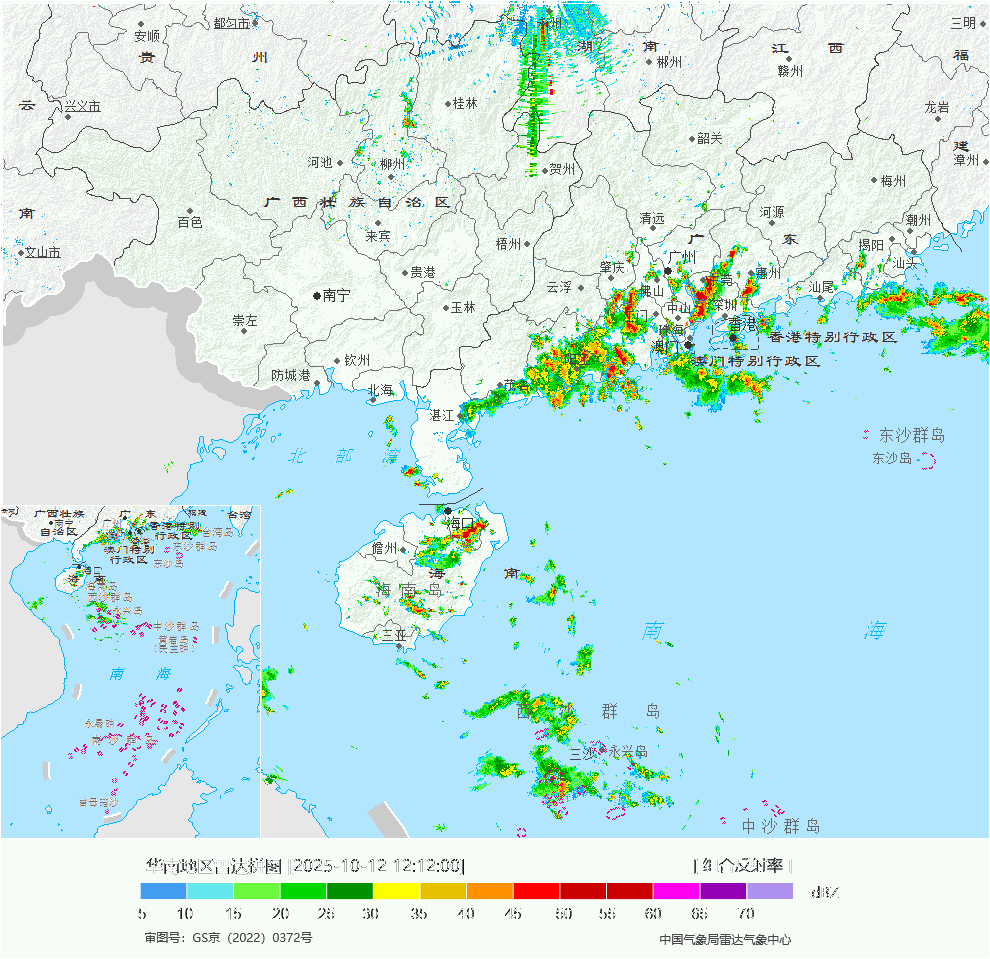 安顺
都匀市
永州
湖 南
郴州
江 西
赣州
三明
福
贵 州
云
兴义市
桂林
韶关
龙岩
建
漳州
河池
柳州
贺州
梅州
广 西 壮 族 自 治 区
南
百色
来宾
清远
河源
潮州
梧州
广 东
揭阳
汕头
文山市
贵港
肇庆
广州
惠州
南宁
云浮
佛山
东莞
汕尾
玉林
中山
深圳
崇左
珠海
香港
香港特别行政区
澳门
澳门特别行政区
钦州
防城港
茂名
北海
湛江
北 部 湾
东沙群岛
东沙岛
海口
儋州
海 南
海 南 岛
三亚
南 海
西 沙 群 岛
三沙
永兴岛
中沙群岛
广西壮族
自治区
南宁
广 东
福建
台湾
香港特别
行政区
台湾岛
澳门特别
行政区
东沙群岛
东沙岛
海口
海 南
海南岛
西沙群岛
永兴岛
中沙群岛
黄岩岛
(民主礁)
南 海
永暑礁
南 沙 群 岛
曾母暗沙
华南地区雷达拼图 [2025-10-12 12:12:00]
[ 组合反射率 ]
dBZ
5 10 15 20 25 30 35 40 45 50 55 60 65 70
审图号：GS京（2022）0372号
中国气象局雷达气象中心